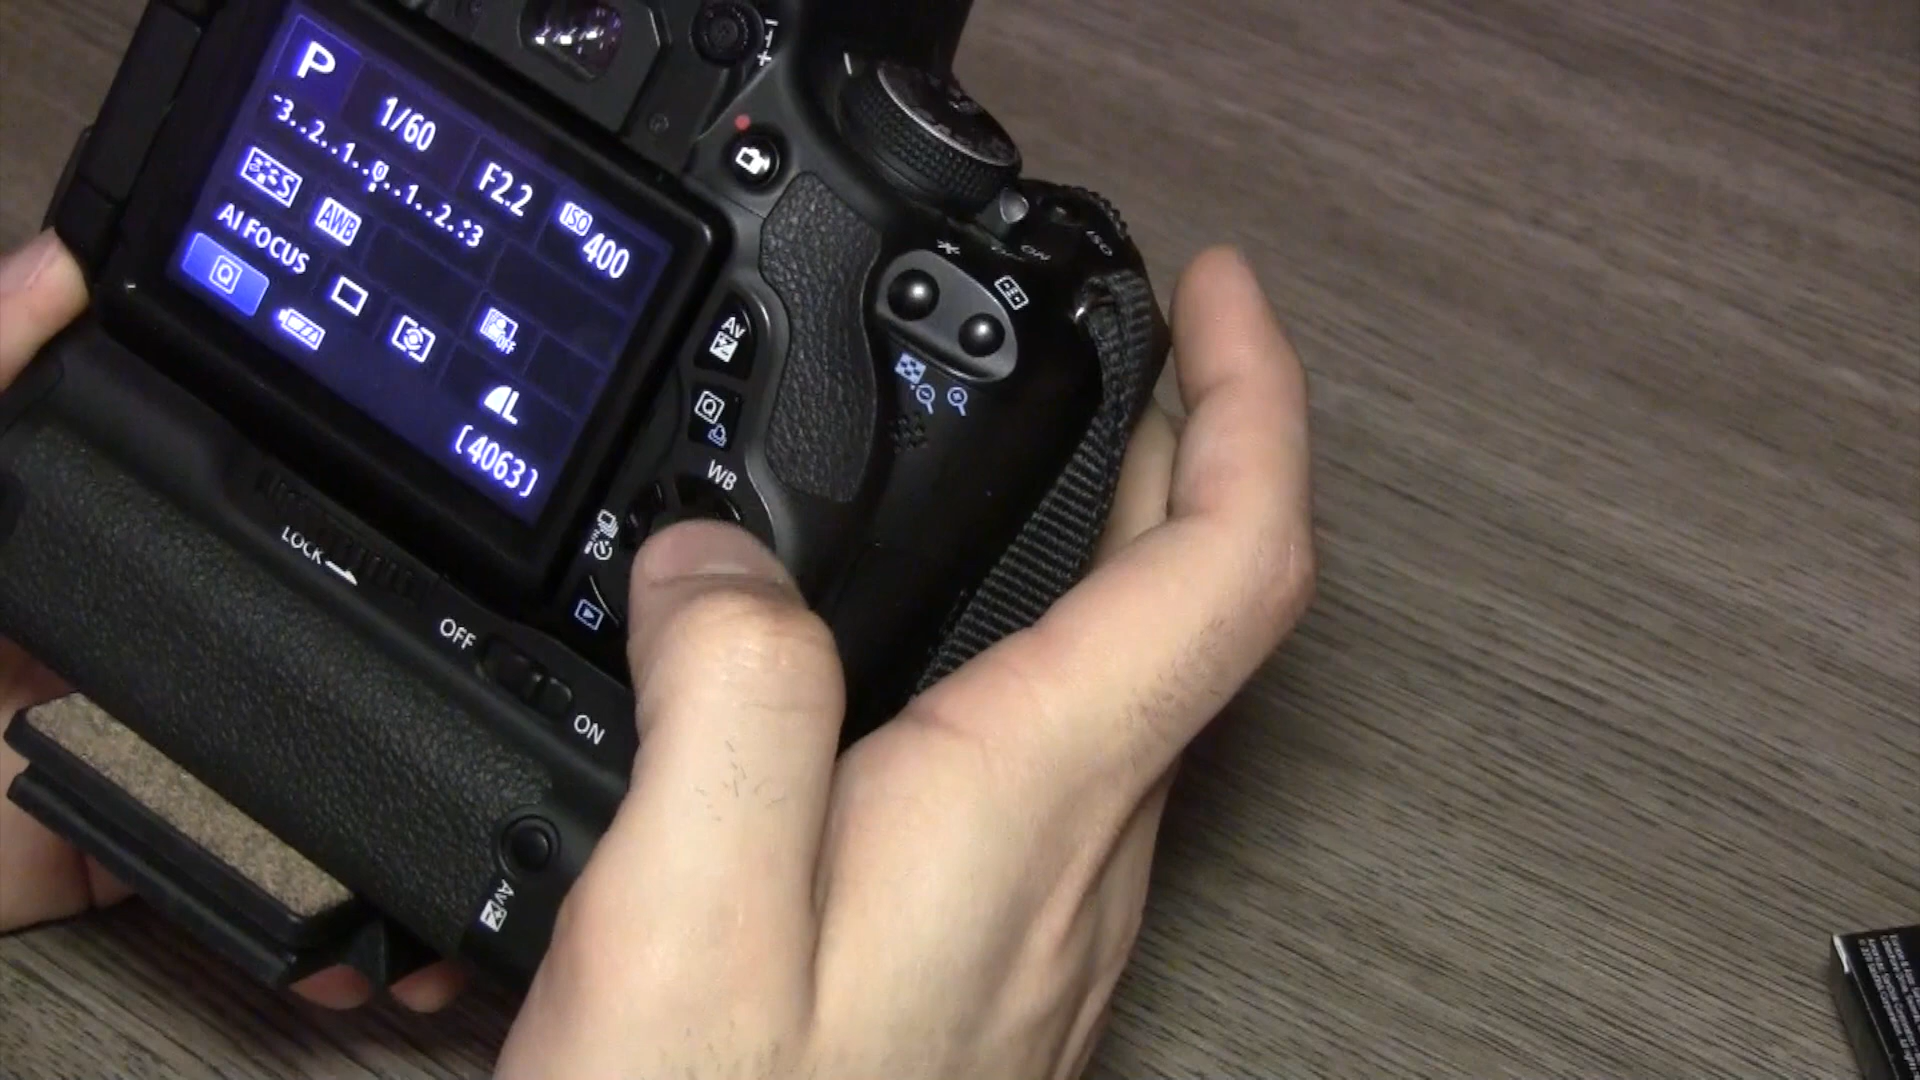 P
1/60
F2.2
ISO 400
-3..2..1..0..1..2.:3
S
AWB
AI FOCUS
Q
OFF
L
[4063]
Av
Q
WB
LOCK
OFF
ON
Av
ON
ISO